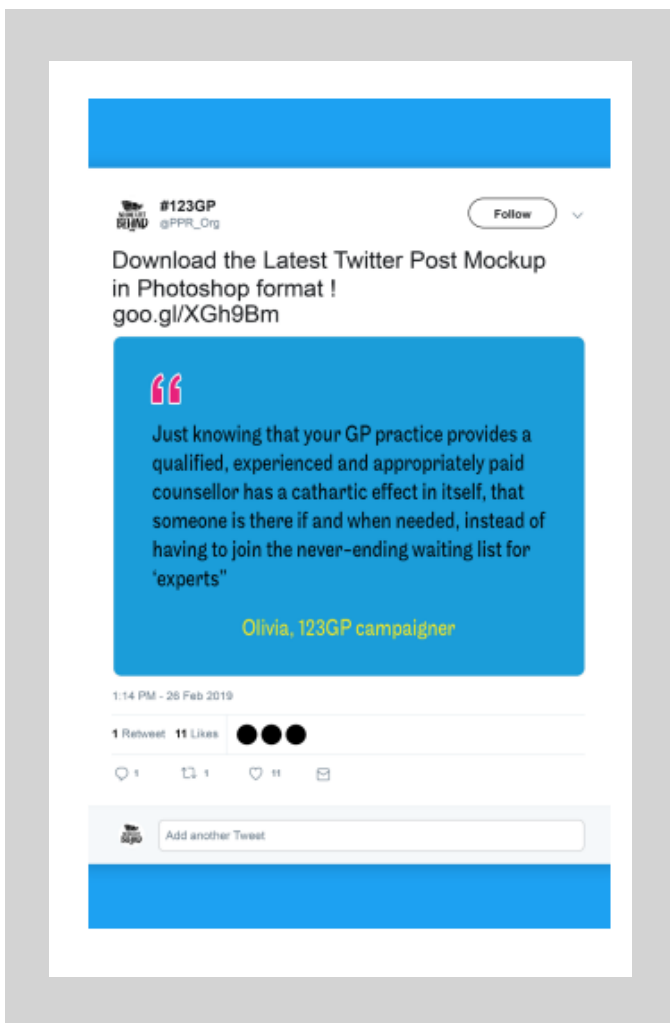 #123GP
@PPR_Org
Follow
Download the Latest Twitter Post Mockup
in Photoshop format !
goo.gl/XGh9Bm
“
Just knowing that your GP practice provides a
qualified, experienced and appropriately paid
counsellor has a cathartic effect in itself, that
someone is there if and when needed, instead of
having to join the never-ending waiting list for
‘experts”
Olivia, 123GP campaigner
1:14 PM - 26 Feb 2019
1 Retweet 11 Likes
1 1 11
Add another Tweet